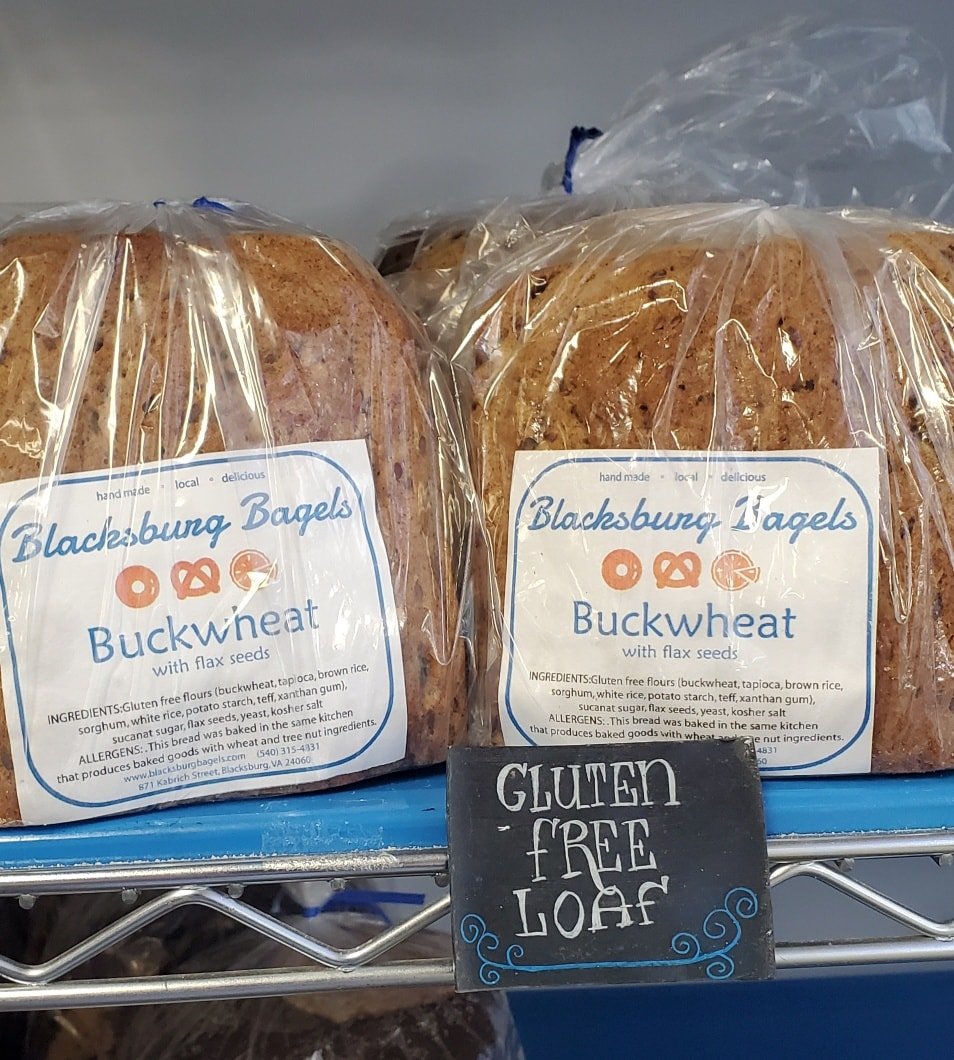 hand made • local • delicious
Blacksburg Bagels
Buckwheat
with flax seeds
INGREDIENTS:Gluten free flours (buckwheat, tapioca, brown rice,
sorghum, white rice, potato starch, teff, xanthan gum),
sucanat sugar, flax seeds, yeast, kosher salt
ALLERGENS:.This bread was baked in the same kitchen
that produces baked goods with wheat and tree nut ingredients.
www.blacksburgbagels.com (540) 315-4331
871 Kabrich Street, Blacksburg, VA 24060
hand made • local • delicious
Blacksburg Bagels
Buckwheat
with flax seeds
INGREDIENTS:Gluten free flours (buckwheat, tapioca, brown rice,
sorghum, white rice, potato starch, teff, xanthan gum),
sucanat sugar, flax seeds, yeast, kosher salt
ALLERGENS:.This bread was baked in the same kitchen
that produces baked goods with wheat and tree nut ingredients.
GLUTEN
FREE
LOAF